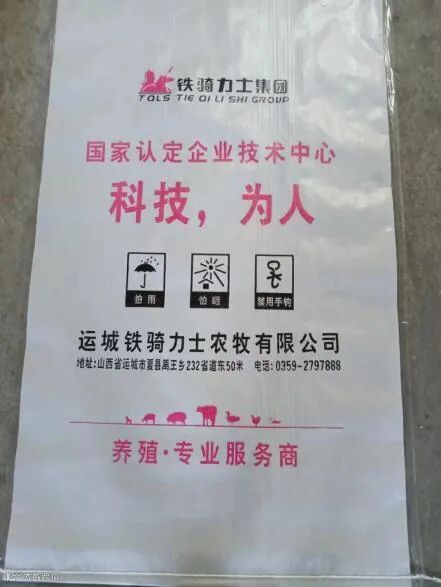 铁骑力士集团
TQLS TIE QI LI SHI GROUP
国家认定企业技术中心
科技，为人
怕雨
怕晒
禁用手钩
运城铁骑力士农牧有限公司
地址:山西省运城市夏县禹王乡232省道东50米 电话:0359-2797888
养殖·专业服务商